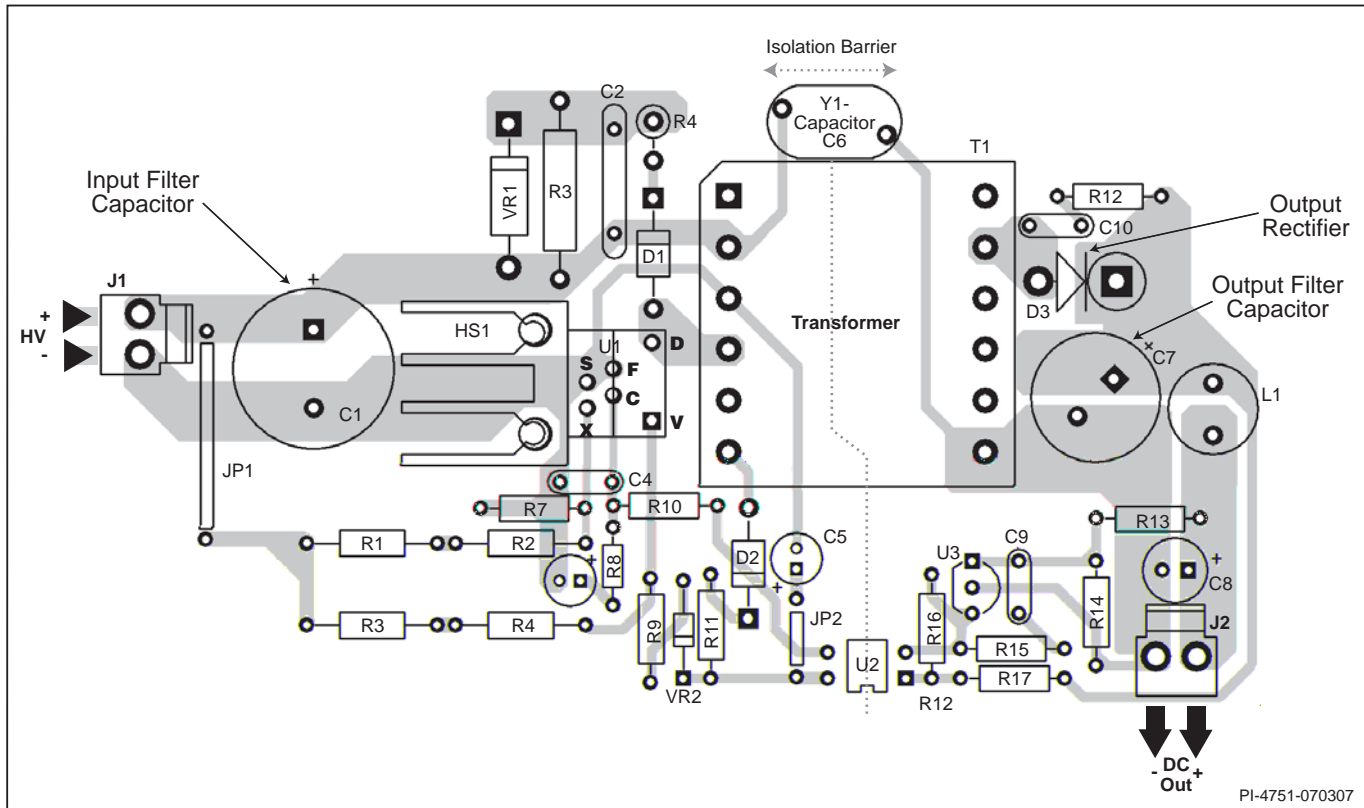 Isolation Barrier
Y1-
Capacitor
C6
C2
R4
T1
Input Filter
Capacitor
VR1
R3
R12
Output
Rectifier
C10
D1
J1
+
D3
Output Filter
Capacitor
+
HV
-
HS1
U1
D
S
F
C
X
V
Transformer
+
C7
L1
C1
JP1
C4
R7
R10
R13
R1
R2
+
R8
D2
C5
+
U3
C9
+
C8
R3
R4
R9
R11
JP2
R16
R14
J2
R15
U2
R17
VR2
R12
- DC +
Out
PI-4751-070307